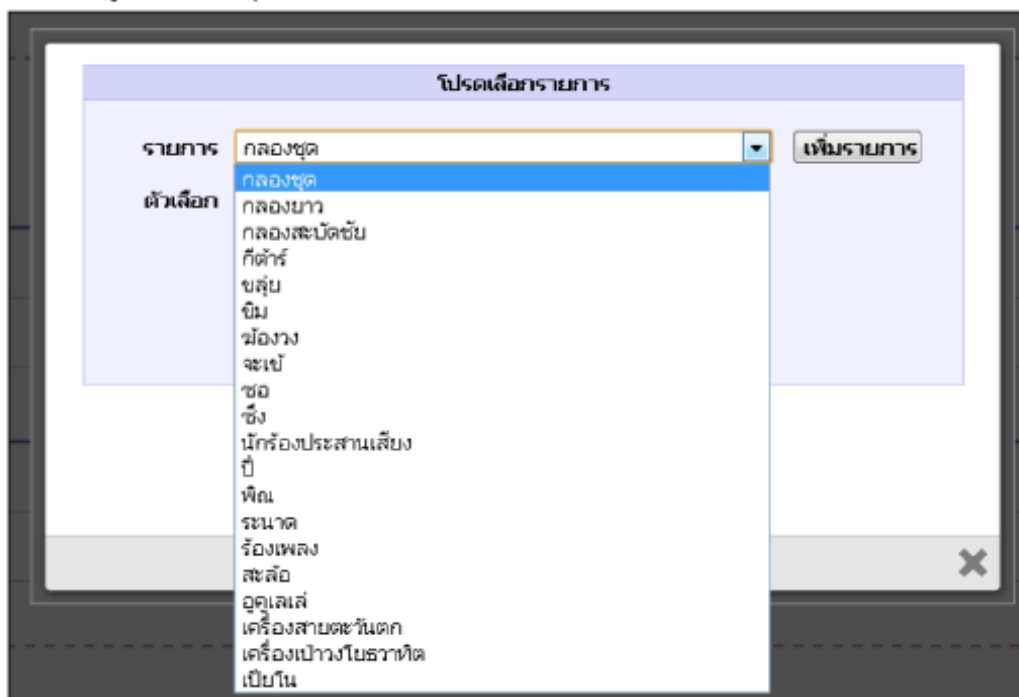 โปรดเลือกรายการ
รายการ กลองชุด เพิ่มรายการ
กลองชุด
ตัวเลือก
กลองยาว
กลองสะบัดชัย
กีต้าร์
ขลุ่ย
ขิม
ฆ้องวง
จะเข้
ซอ
ซึง
นักร้องประสานเสียง
ปี่
พิณ
ระนาด
ร้องเพลง
สะล้อ
อูคูเลเล่
เครื่องสายตะวันตก
เครื่องเป่าวงโยธวาทิต
เปียโน